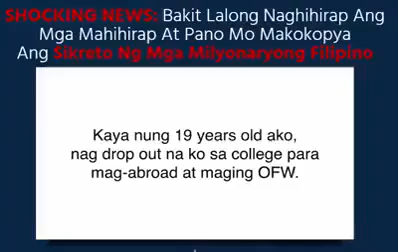 SHOCKING NEWS: Bakit Lalong Naghihirap Ang
Mga Mahihirap At Pano Mo Makokopya
Ang Sikreto Ng Mga Milyonaryong Filipino
Kaya nung 19 years old ako,
nag drop out na ko sa college para
mag-abroad at maging OFW.